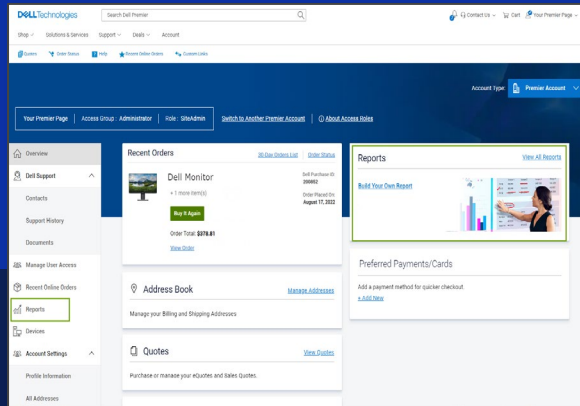 DELLTechnologies
Search Dell Premier
Contact Us
Cart
Your Premier Page
Shop
Solutions & Services
Support
Deals
Account
Quotes
Order Status
Help
Recent Online Orders
Custom Links
Account Type:
Premier Account
Your Premier Page
Access Group : Administrator
Role : SiteAdmin
Switch to Another Premier Account
About Access Roles
Overview
Dell Support
Contacts
Support History
Documents
Manage User Access
Recent Online Orders
Reports
Devices
Account Settings
Profile Information
All Addresses
Recent Orders
30-Day Orders List
Order Status
Dell Monitor
+ 1 more item(s)
Buy It Again
Order Total: $378.81
View Order
Dell Purchase ID:
Order Placed On:
August 17, 2022
Address Book
Manage Addresses
Manage your Billing and Shipping Addresses
Quotes
View Quotes
Purchase or manage your eQuotes and Sales Quotes.
Reports
View All Reports
Build Your Own Report
Preferred Payments/Cards
Add a payment method for quicker checkout
+ Add New